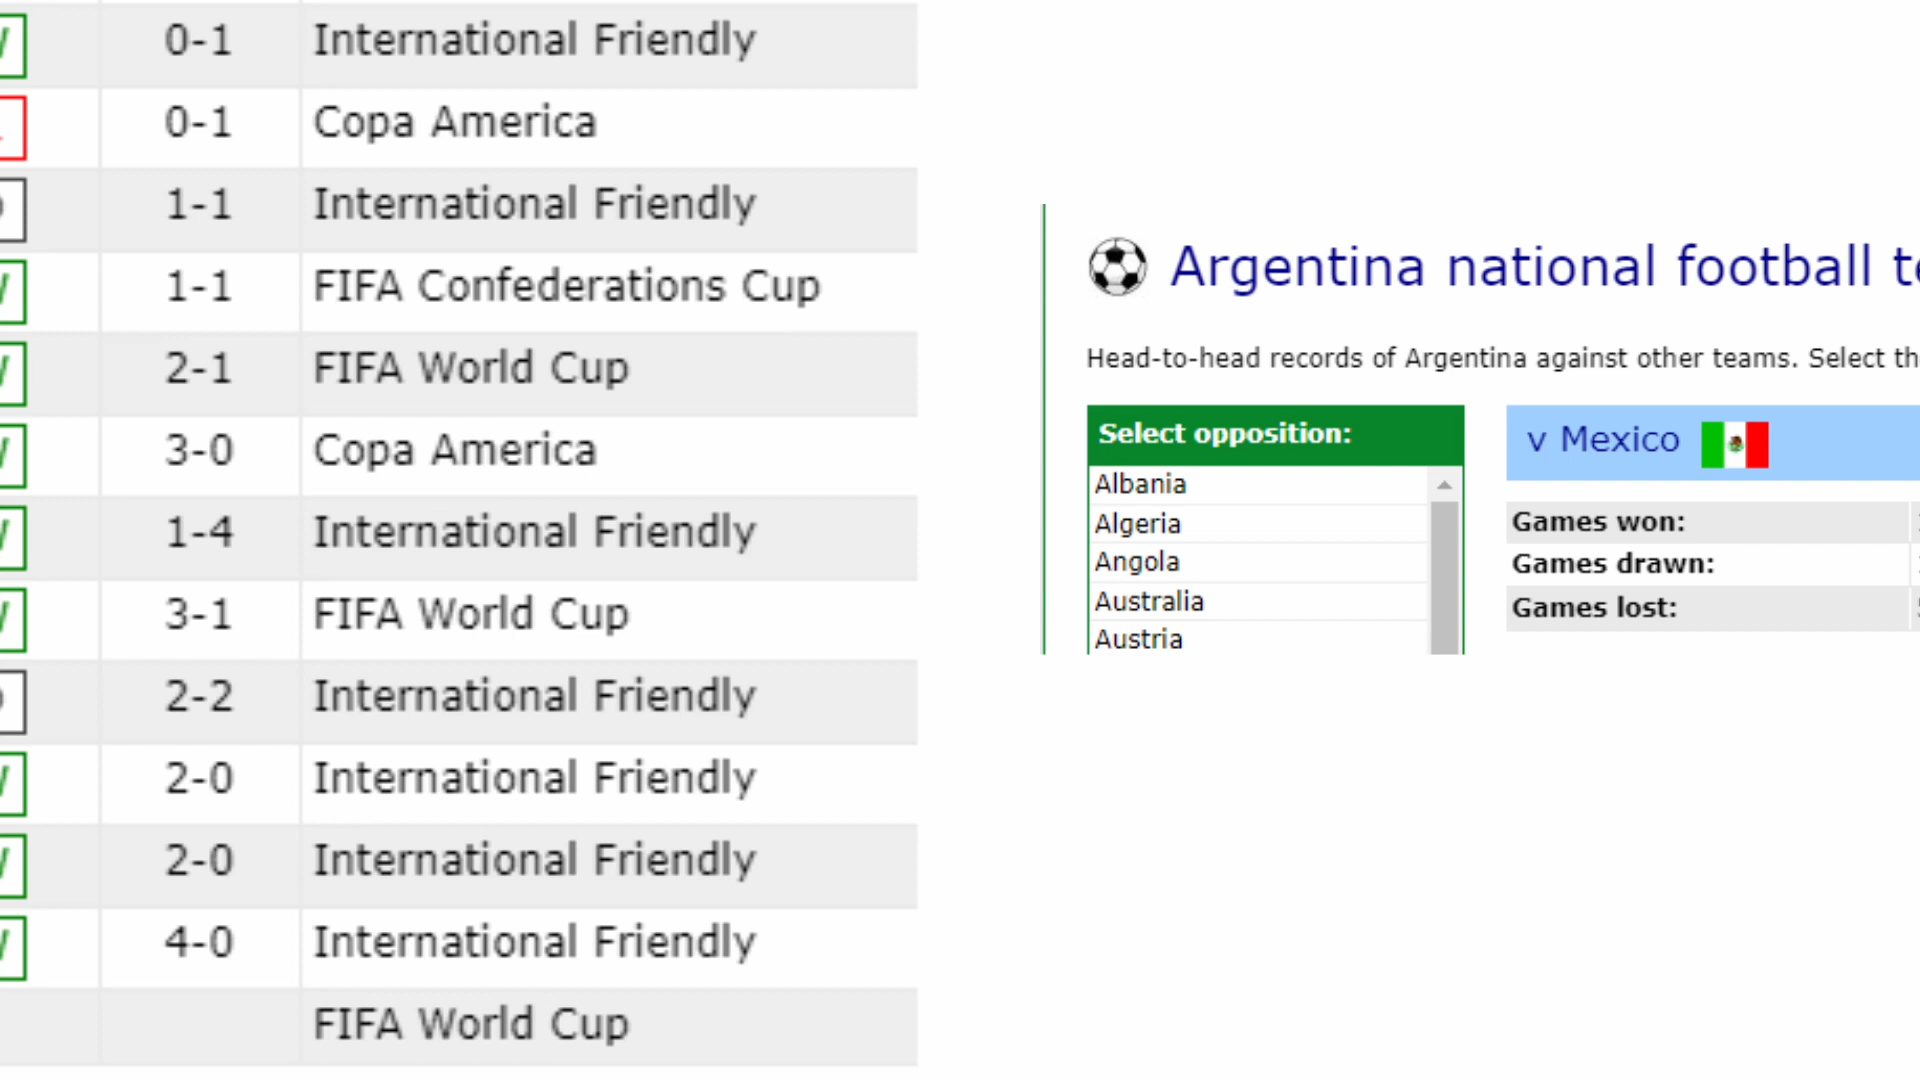 0-1 International Friendly
0-1 Copa America
1-1 International Friendly
1-1 FIFA Confederations Cup
2-1 FIFA World Cup
3-0 Copa America
1-4 International Friendly
3-1 FIFA World Cup
2-2 International Friendly
2-0 International Friendly
2-0 International Friendly
4-0 International Friendly
FIFA World Cup
Argentina national football
Head-to-head records of Argentina against other teams. Select
Select opposition:
Albania
Algeria
Angola
Australia
Austria
v Mexico
Games won:
Games drawn:
Games lost: